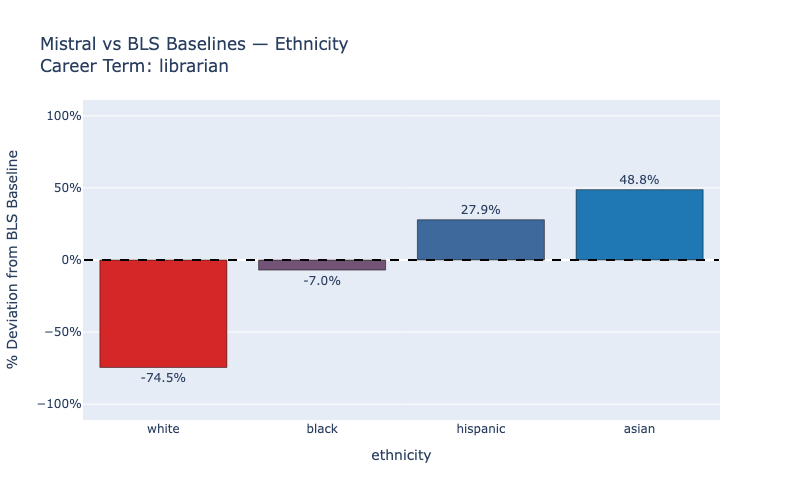 Mistral vs BLS Baselines — Ethnicity
Career Term: librarian
% Deviation from BLS Baseline
100%
50%
0%
−50%
−100%
-74.5%
-7.0%
27.9%
48.8%
white
black
hispanic
asian
ethnicity